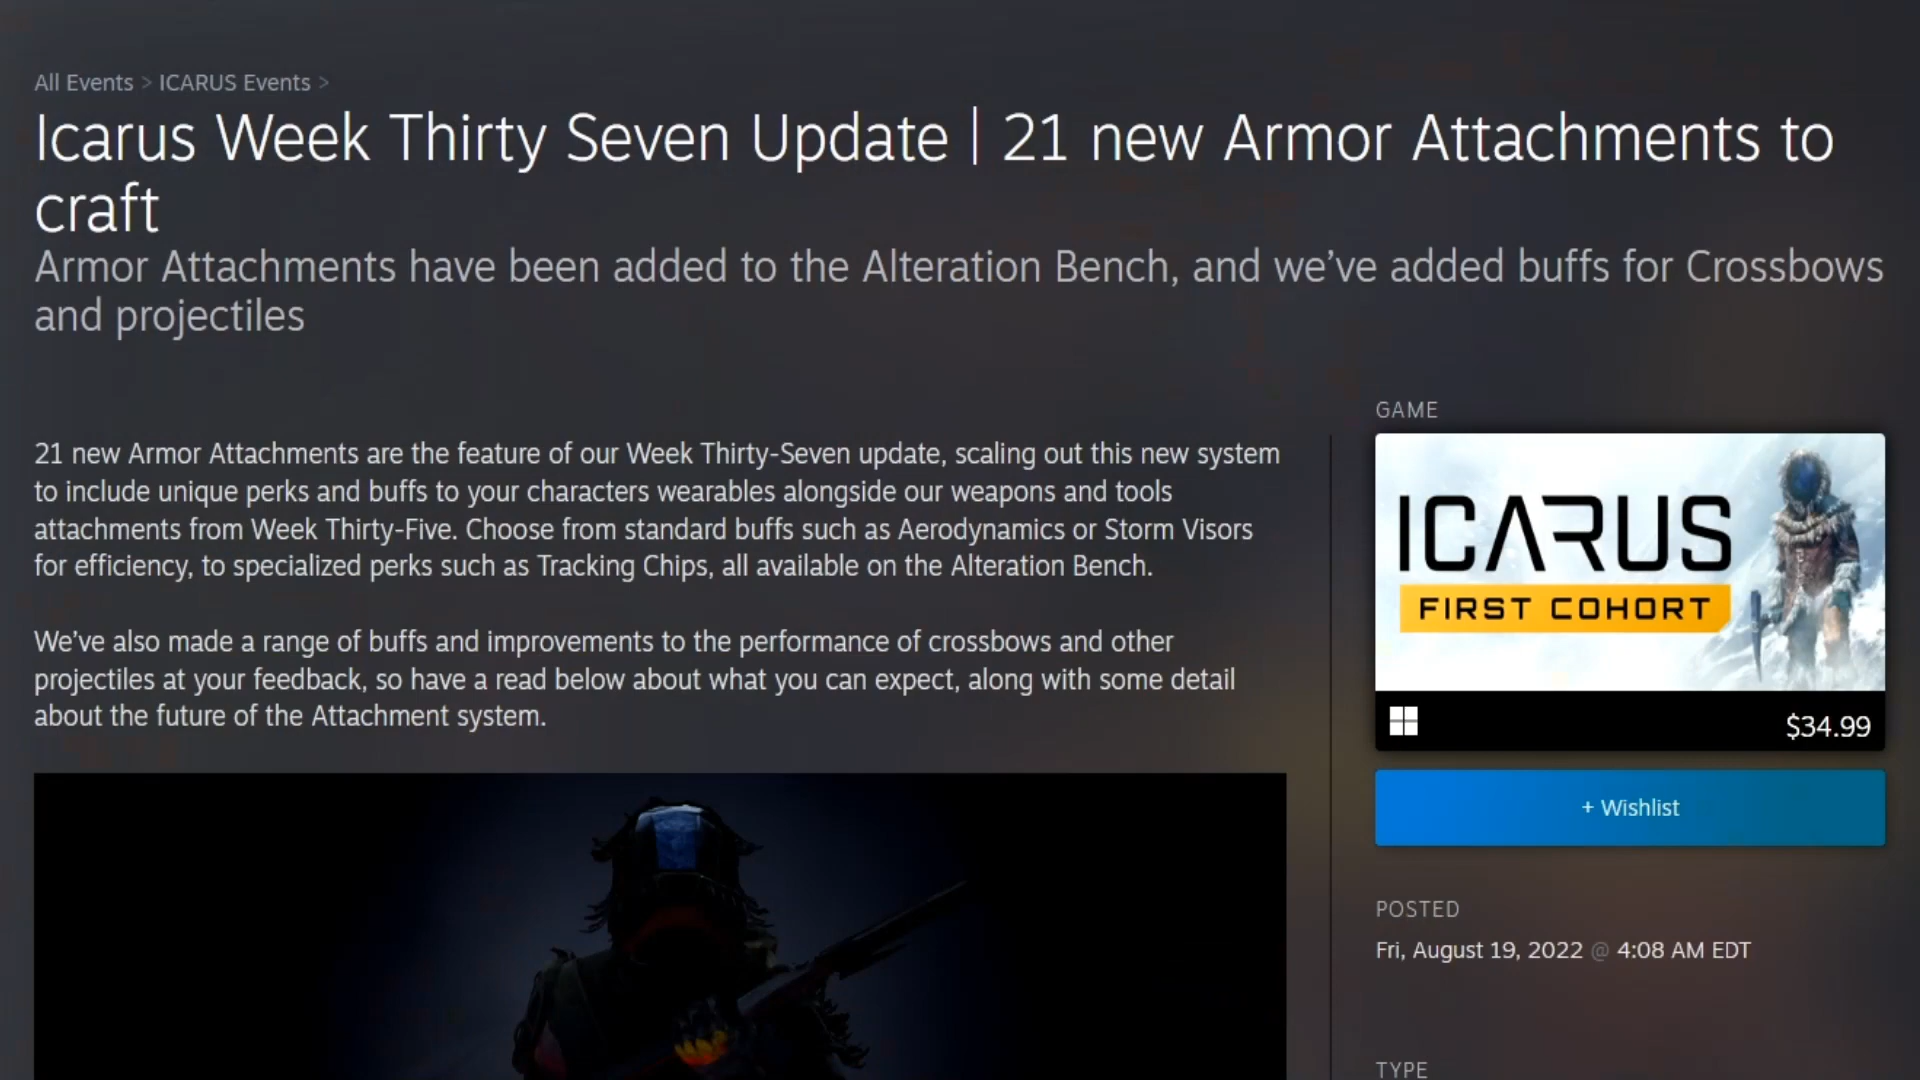 All Events > ICARUS Events >
Icarus Week Thirty Seven Update | 21 new Armor Attachments to
craft
Armor Attachments have been added to the Alteration Bench, and we’ve added buffs for Crossbows
and projectiles
21 new Armor Attachments are the feature of our Week Thirty-Seven update, scaling out this new system
to include unique perks and buffs to your characters wearables alongside our weapons and tools
attachments from Week Thirty-Five. Choose from standard buffs such as Aerodynamics or Storm Visors
for efficiency, to specialized perks such as Tracking Chips, all available on the Alteration Bench.
We’ve also made a range of buffs and improvements to the performance of crossbows and other
projectiles at your feedback, so have a read below about what you can expect, along with some detail
about the future of the Attachment system.
GAME
ICARUS
FIRST COHORT
$34.99
+ Wishlist
POSTED
Fri, August 19, 2022 @ 4:08 AM EDT
TYPE